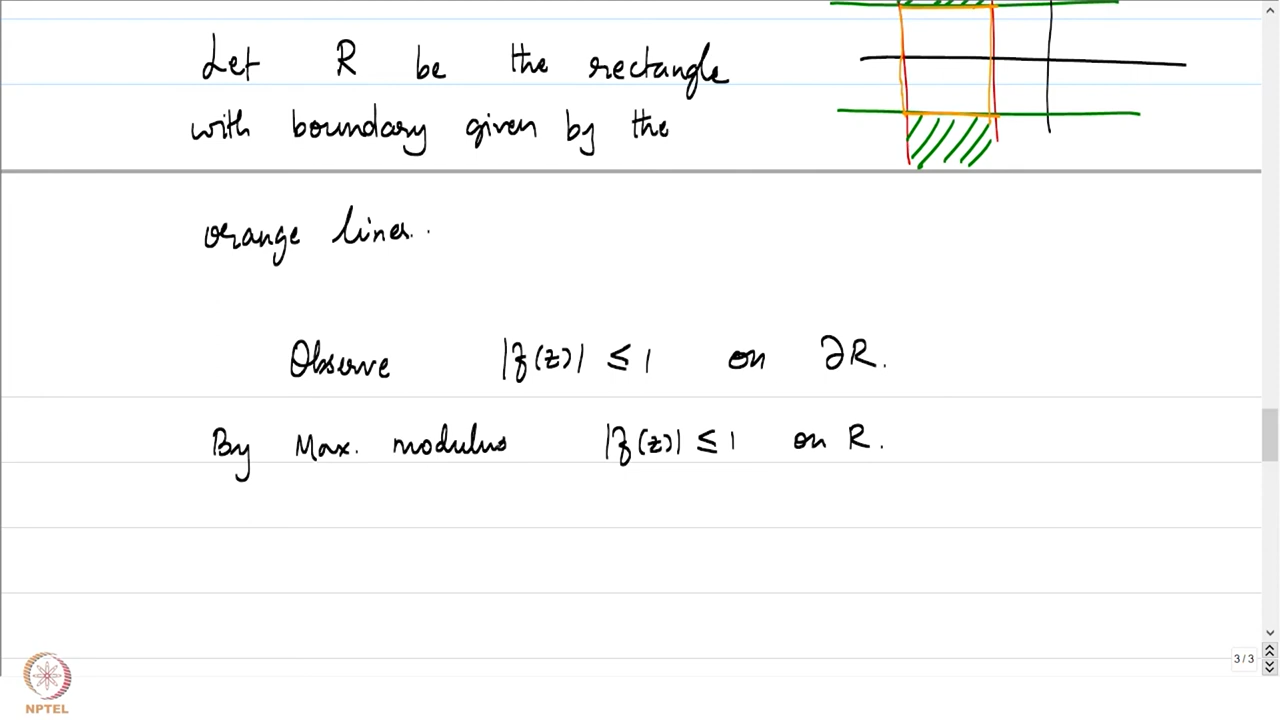 Let R be the rectangle
with boundary given by the
orange lines.
Observe |f(z)| ≤ 1 on ∂R.
By Max. modulus |f(z)| ≤ 1 on R.
3 / 3
NPTEL